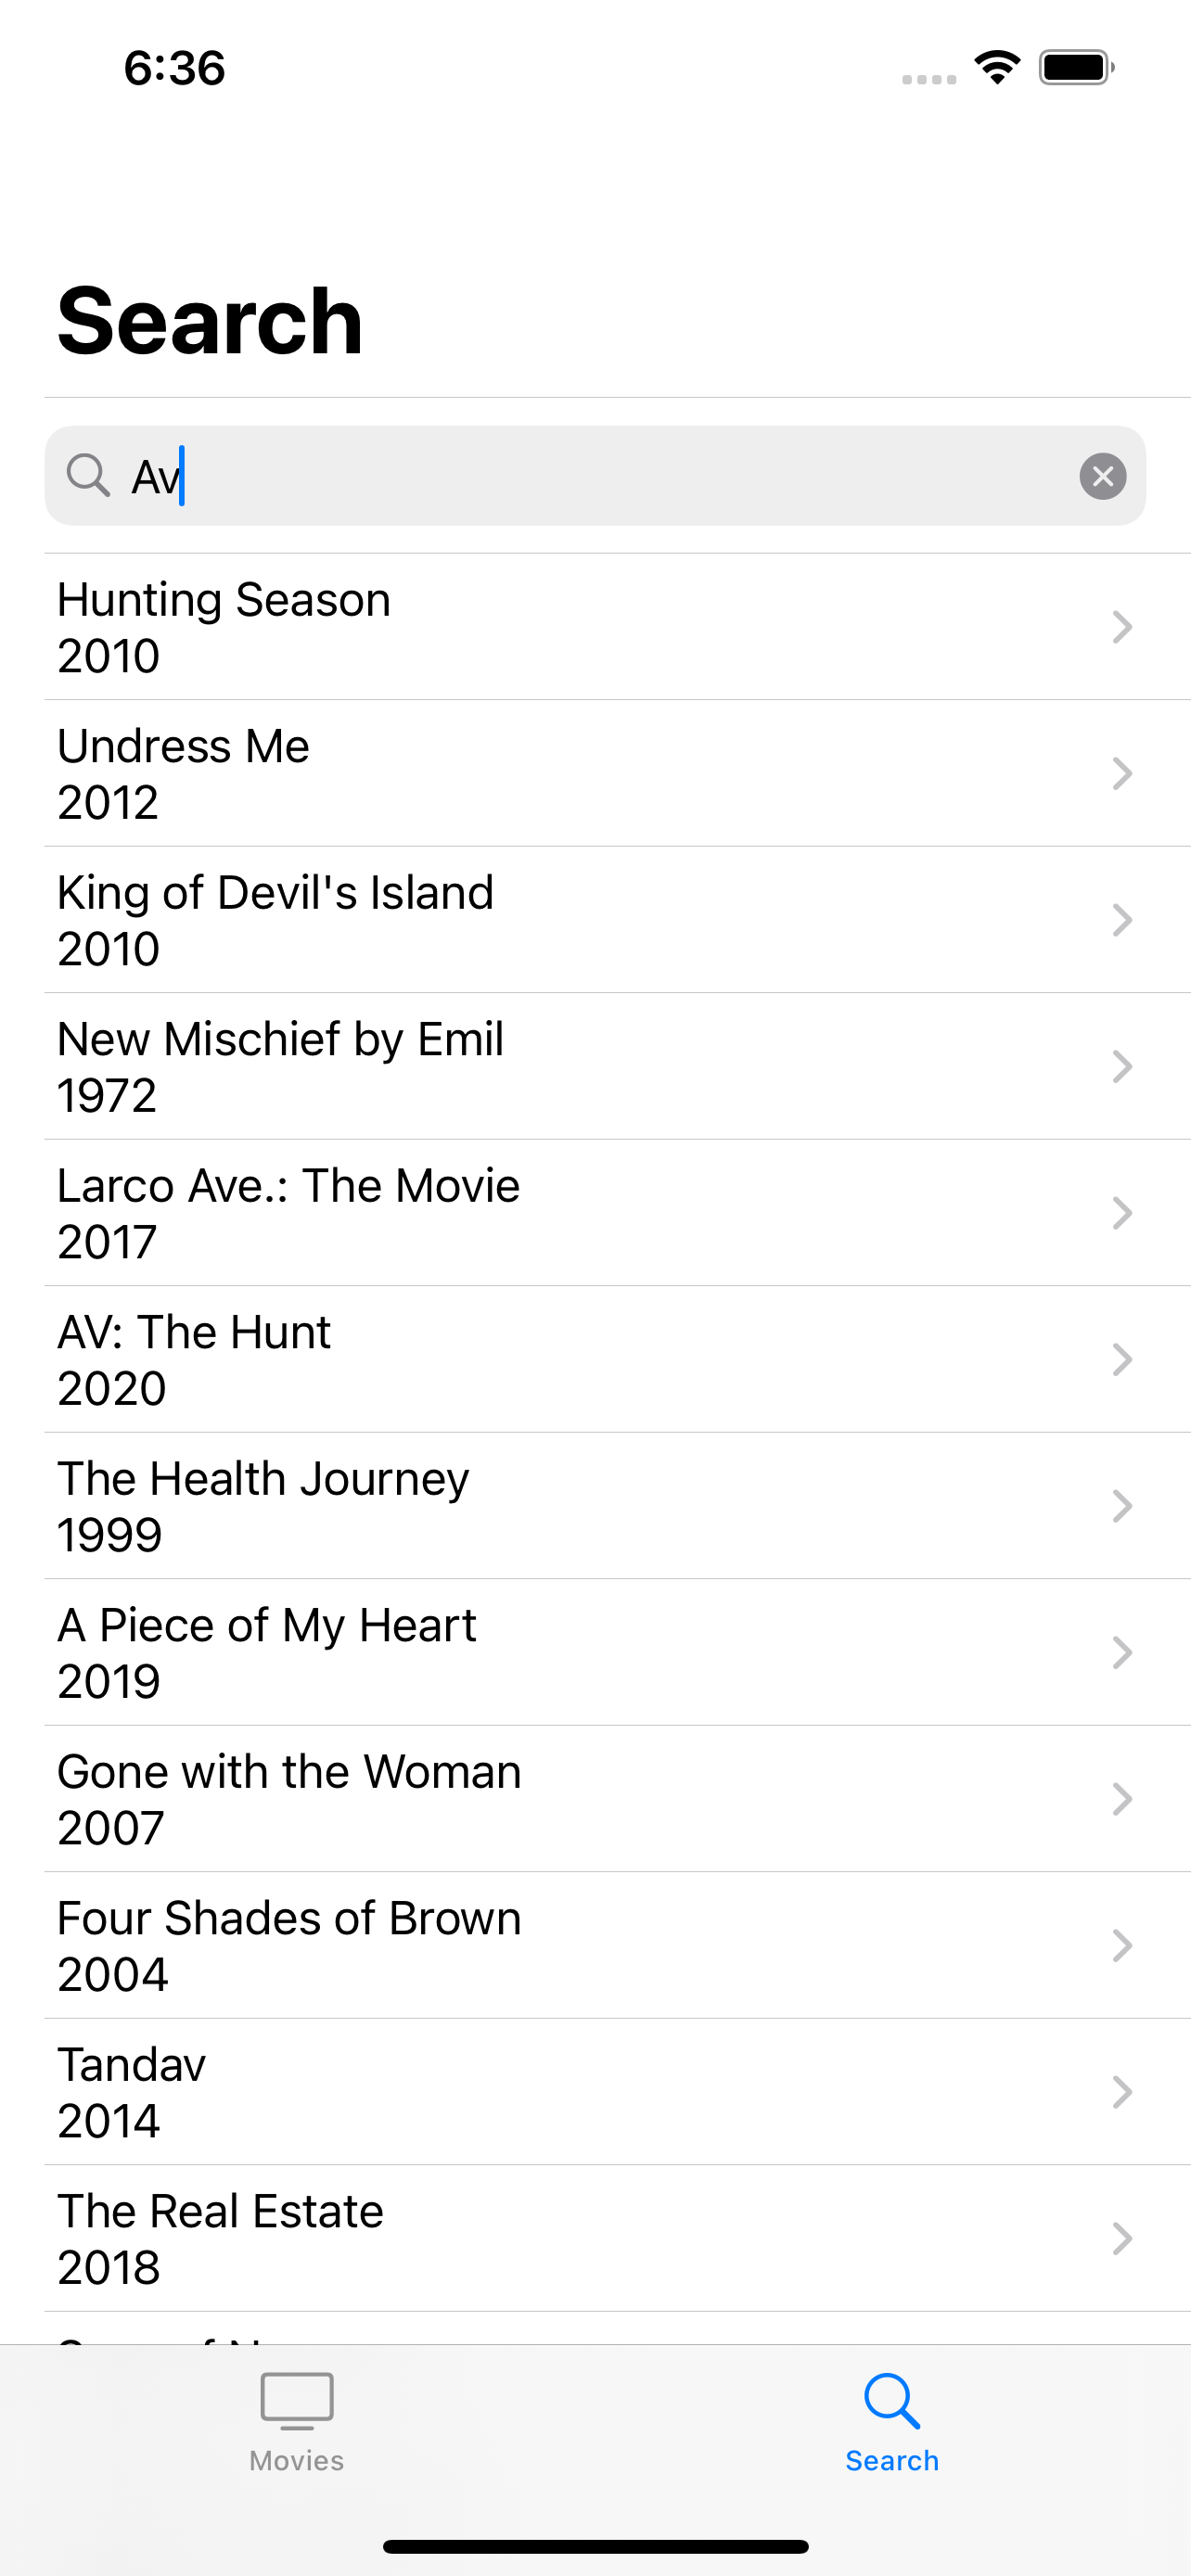 6:36
Search
Av
Hunting Season
2010
Undress Me
2012
King of Devil's Island
2010
New Mischief by Emil
1972
Larco Ave.: The Movie
2017
AV: The Hunt
2020
The Health Journey
1999
A Piece of My Heart
2019
Gone with the Woman
2007
Four Shades of Brown
2004
Tandav
2014
The Real Estate
2018
Movies
Search